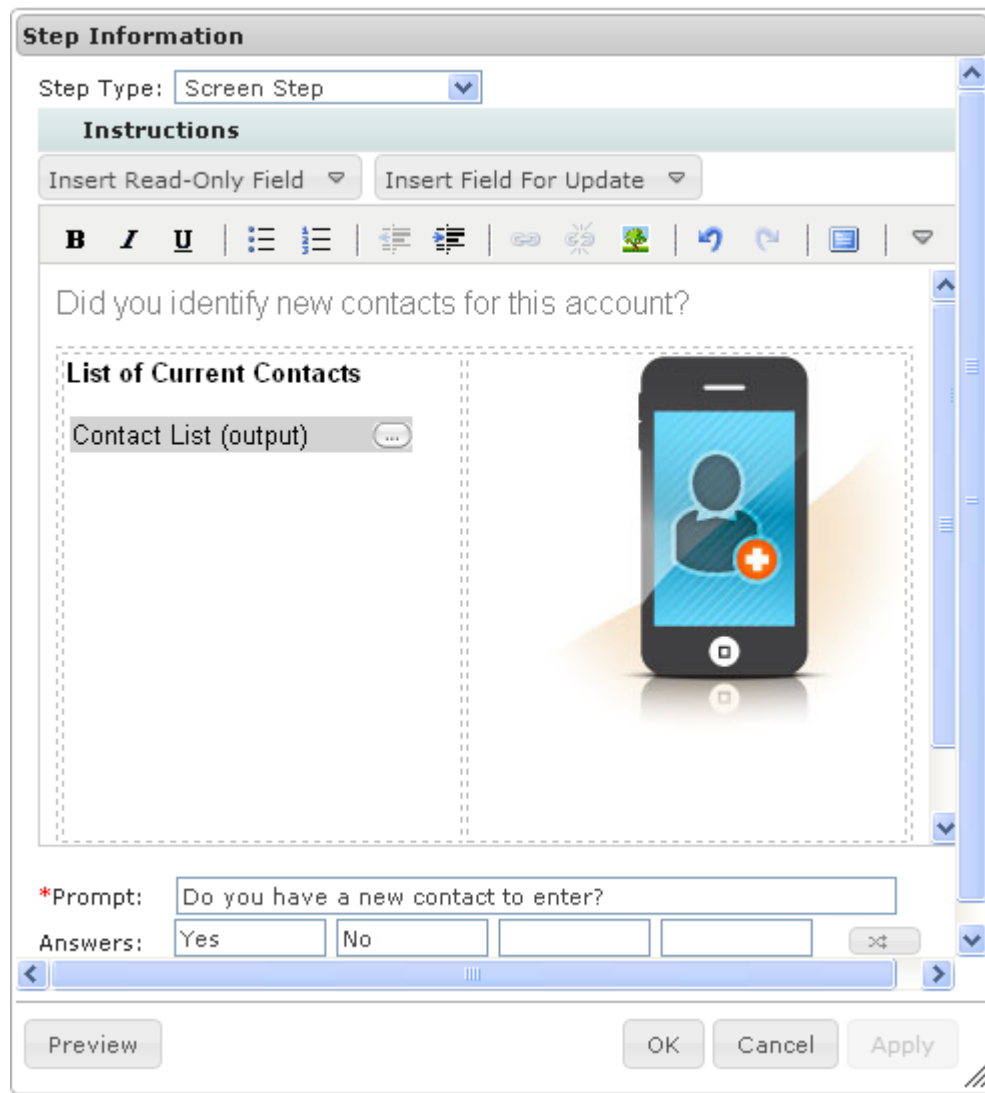 Step Information
Step Type: Screen Step
Instructions
Insert Read-Only Field Insert Field For Update
B I U
Did you identify new contacts for this account?
List of Current Contacts
Contact List (output) ...
*Prompt: Do you have a new contact to enter?
Answers: Yes No
Preview OK Cancel Apply